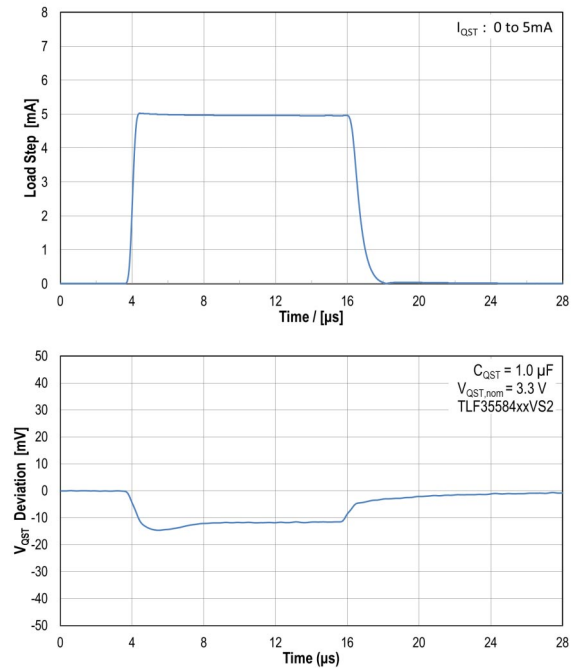 I_QST : 0 to 5mA
8
7
6
5
4
3
2
1
0
Load Step [mA]
0 4 8 12 16 20 24 28
Time / [µs]
C_QST = 1.0 µF
V_QST,nom = 3.3 V
TLF35584xxVS2
50
40
30
20
10
0
-10
-20
-30
-40
-50
V_QST Deviation [mV]
0 4 8 12 16 20 24 28
Time (µs)